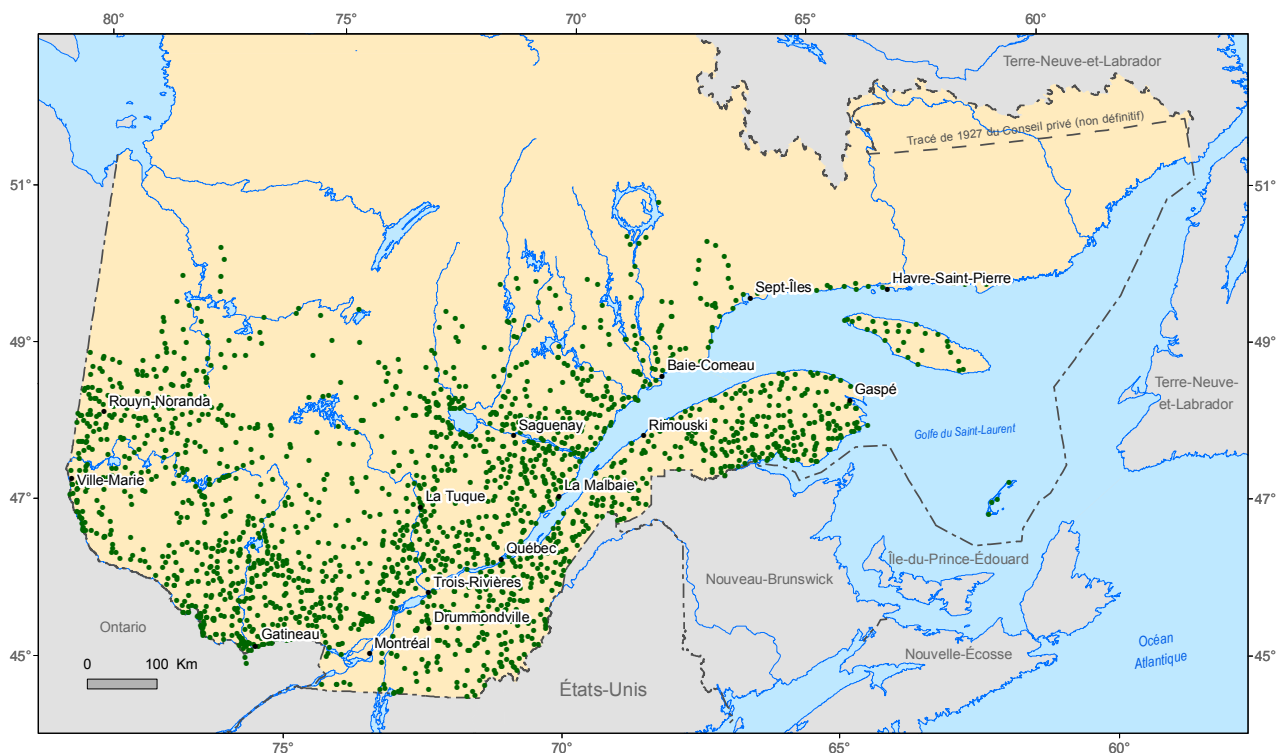 80°
75°
70°
65°
60°
Terre-Neuve-et-Labrador
Tracé de 1927 du Conseil privé (non définitif)
51°
51°
Sept-Îles
Havre-Saint-Pierre
49°
49°
Baie-Comeau
Terre-Neuve-
et-Labrador
Gaspé
Rouyn-Noranda
Saguenay
Rimouski
Golfe du Saint-Laurent
Ville-Marie
La Malbaie
47°
47°
La Tuque
Québec
Île-du-Prince-Édouard
Nouveau-Brunswick
Trois-Rivières
Drummondville
Ontario
Gatineau
Montréal
Océan
Atlantique
Nouvelle-Écosse
45°
45°
0 100 Km
États-Unis
75°
70°
65°
60°